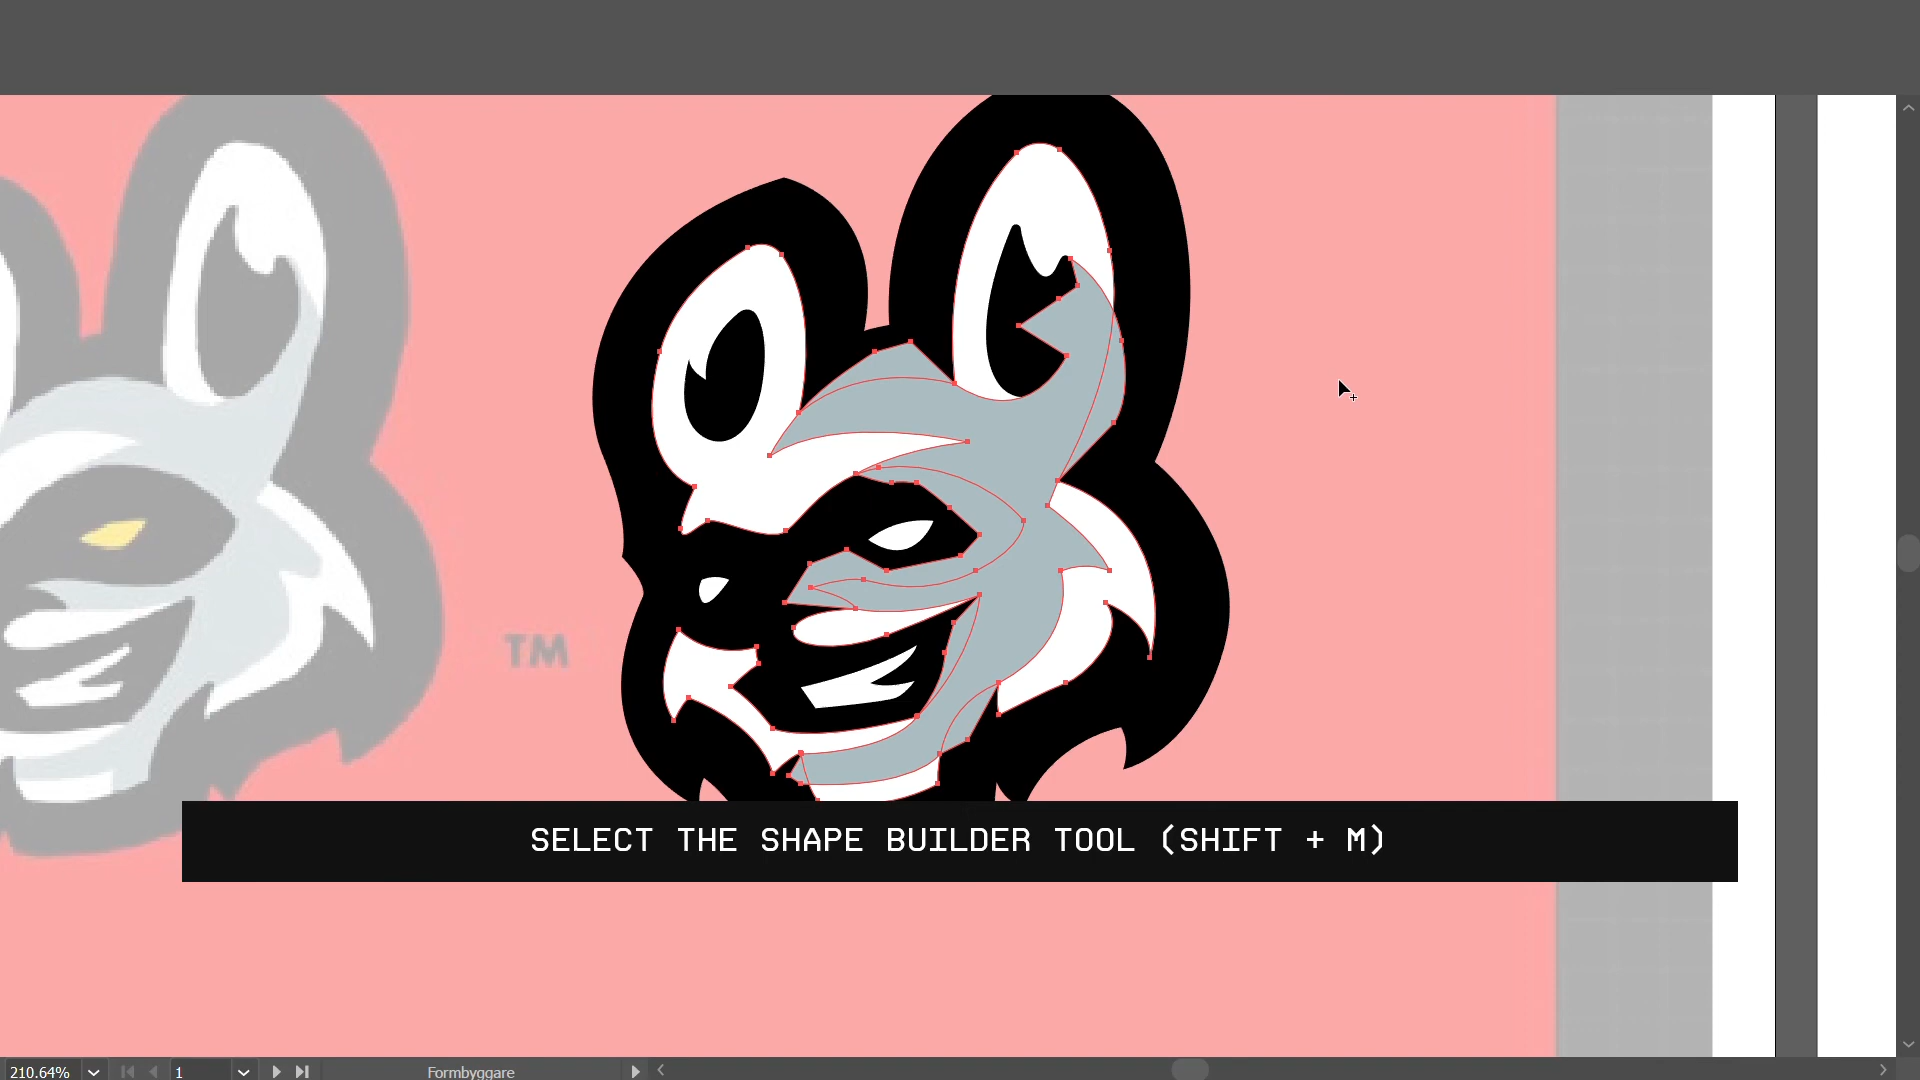 TM
SELECT THE SHAPE BUILDER TOOL (SHIFT + M)
210.64%
1
Formbyggare